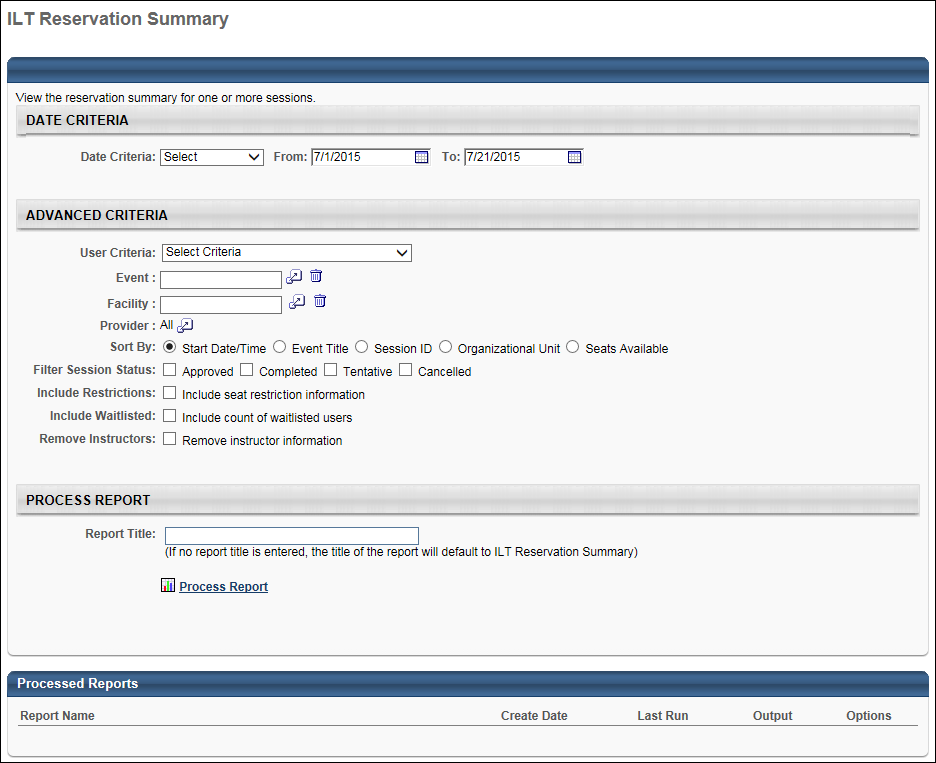 ILT Reservation Summary
View the reservation summary for one or more sessions.
DATE CRITERIA
Date Criteria: Select From: 7/1/2015 To: 7/21/2015
ADVANCED CRITERIA
User Criteria: Select Criteria
Event :
Facility :
Provider : All
Sort By: Start Date/Time Event Title Session ID Organizational Unit Seats Available
Filter Session Status: Approved Completed Tentative Cancelled
Include Restrictions: Include seat restriction information
Include Waitlisted: Include count of waitlisted users
Remove Instructors: Remove instructor information
PROCESS REPORT
Report Title:
(If no report title is entered, the title of the report will default to ILT Reservation Summary)
Process Report
Processed Reports
Report Name Create Date Last Run Output Options